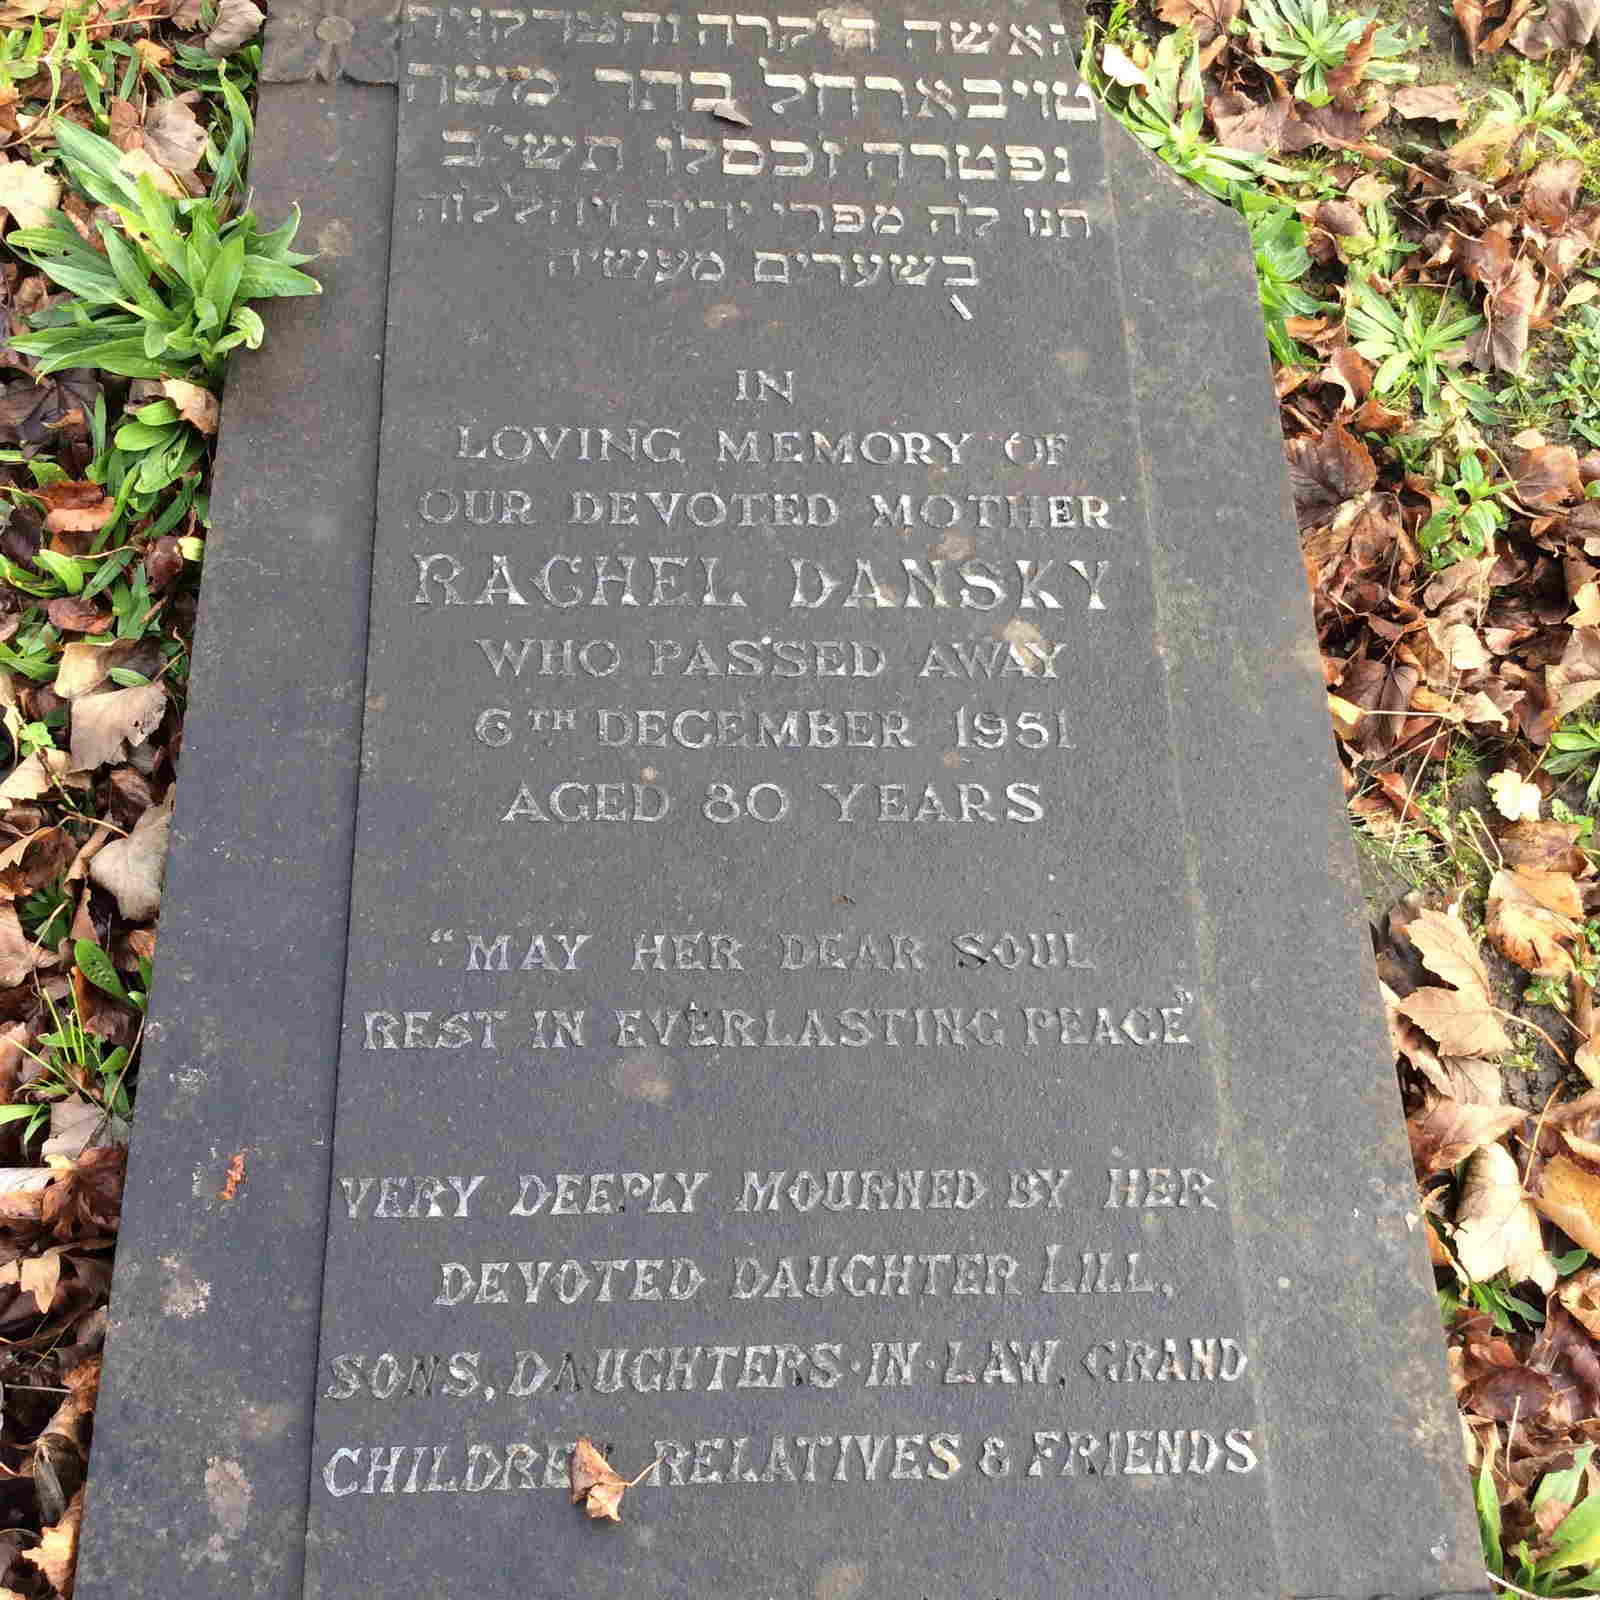 האשה היקרה והצדקנית
טויבא רחל בתר משה
נפטרה ז כסלו תשי״ב
תנו לה מפרי ידיה ויהללוה
בשערים מעשיה
IN
LOVING MEMORY OF
OUR DEVOTED MOTHER
RACHEL DANSKY
WHO PASSED AWAY
6TH DECEMBER 1951
AGED 80 YEARS
"MAY HER DEAR SOUL
REST IN EVERLASTING PEACE"
VERY DEEPLY MOURNED BY HER
DEVOTED DAUGHTER LILL,
SONS, DAUGHTERS-IN-LAW, GRAND
CHILDREN RELATIVES & FRIENDS